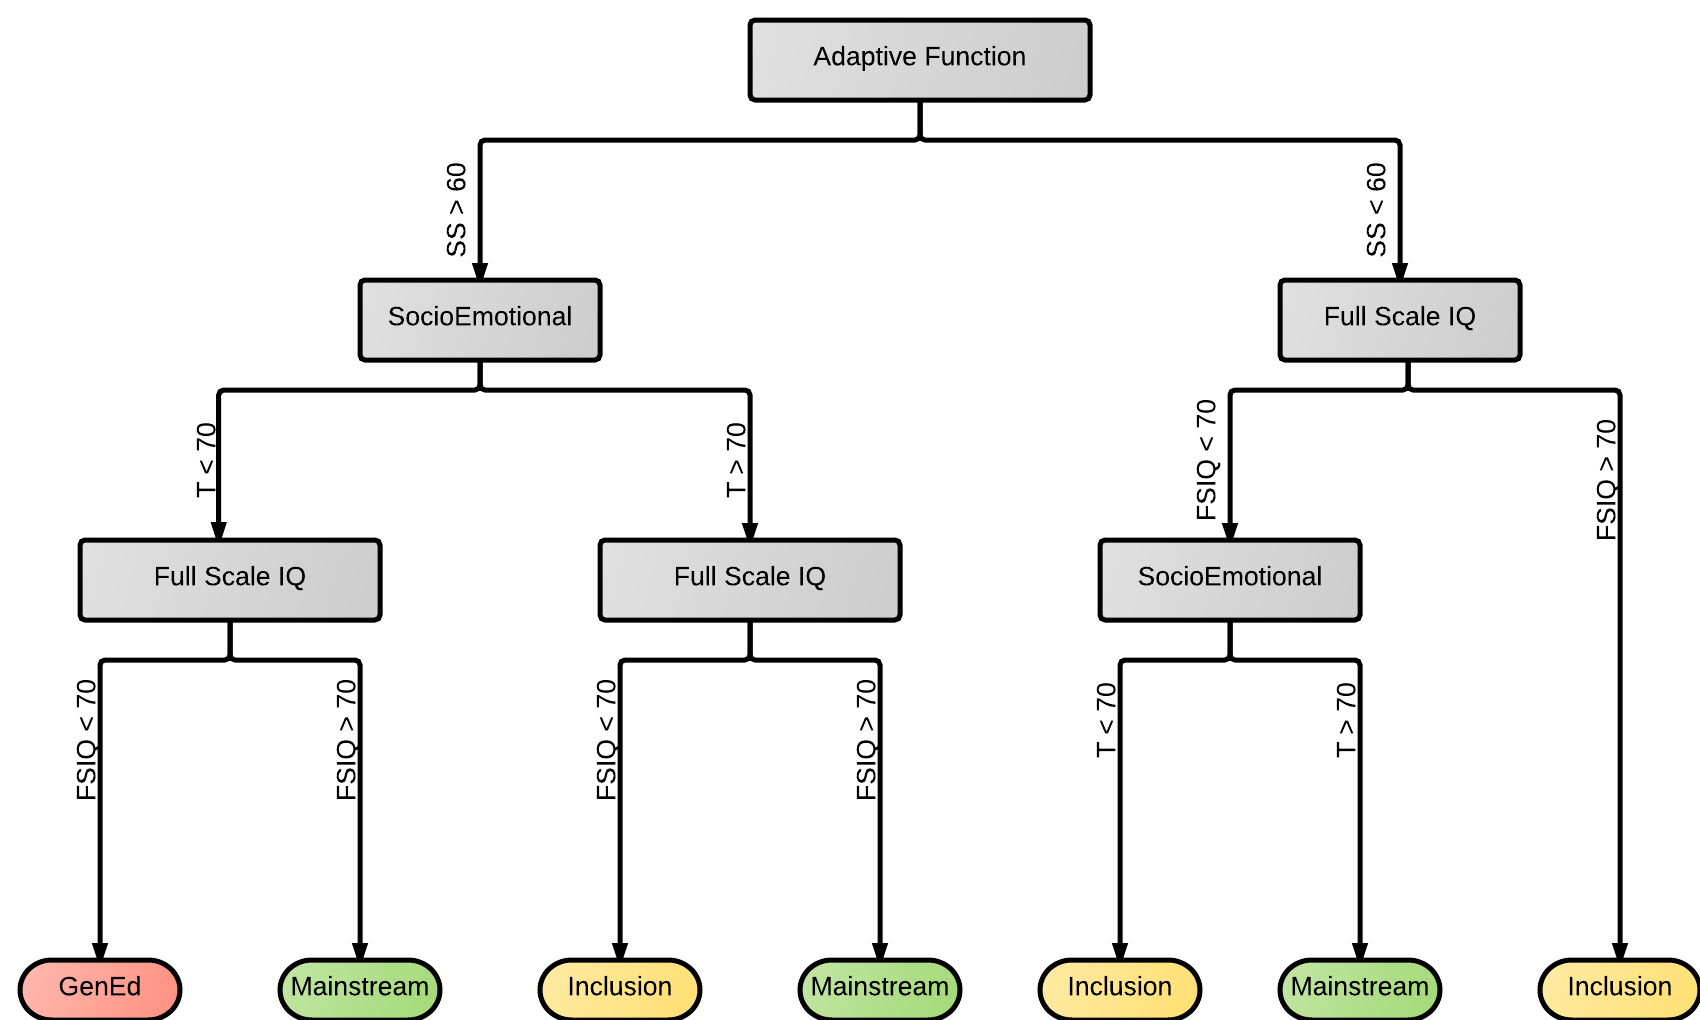 Adaptive Function
SS > 60
SS < 60
SocioEmotional
Full Scale IQ
T < 70
T > 70
FSIQ < 70
FSIQ > 70
Full Scale IQ
Full Scale IQ
SocioEmotional
FSIQ < 70
FSIQ > 70
FSIQ < 70
FSIQ > 70
T < 70
T > 70
GenEd
Mainstream
Inclusion
Mainstream
Inclusion
Mainstream
Inclusion